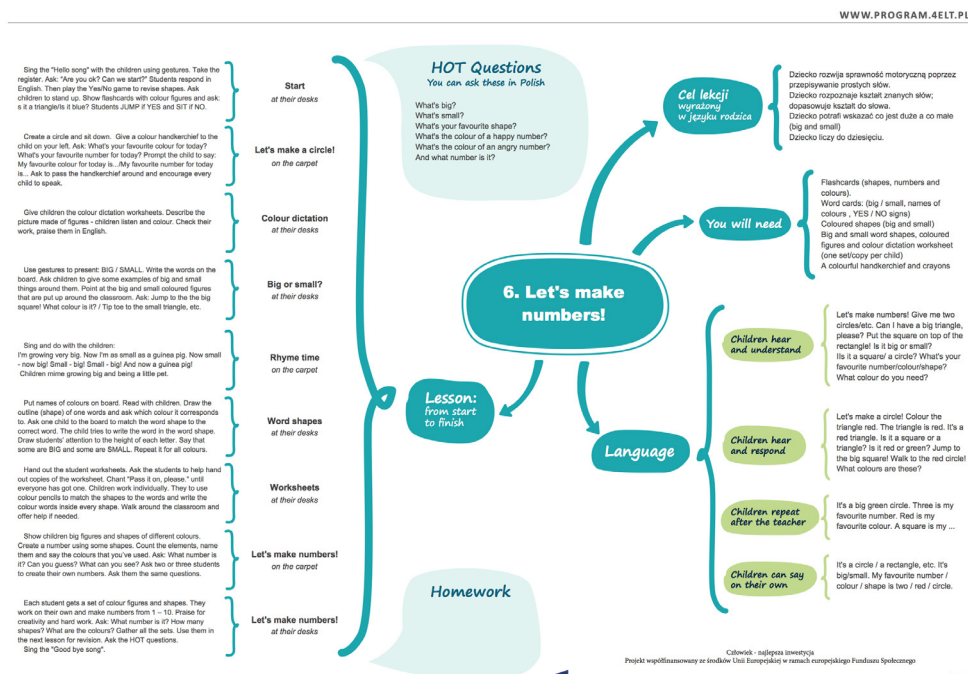 WWW.PROGRAM.4ELT.PL
Sing the "Hello song" with the children using gestures. Take the
register. Ask: "Are you ok? Can we start?" Students respond in
English. Then play the Yes/No game to revise shapes. Ask
children to stand up. Show flashcards with colour figures and ask:
is it a triangle/Is it blue? Students JUMP if YES and SIT if NO.
Start
at their desks
Create a circle and sit down. Give a colour handkerchief to the
child on your left. Ask: What's your favourite colour for today?
What's your favourite number for today? Prompt the child to say:
My favourite colour for today is.../My favourite number for today
is... Ask to pass the handkerchief around and encourage every
child to speak.
Let's make a circle!
on the carpet
Give children the colour dictation worksheets. Describe the
picture made of figures - children listen and colour. Check their
work, praise them in English.
Colour dictation
at their desks
Use gestures to present: BIG / SMALL. Write the words on the
board. Ask children to give some examples of big and small
things around them. Point at the big and small coloured figures
that are put up around the classroom. Ask: Jump to the the big
square! What colour is it? / Tip toe to the small triangle, etc.
Big or small?
at their desks
Sing and do with the children:
I'm growing very big. Now I'm as small as a guinea pig. Now small
- now big! Small - big! Small - big! And now a guinea pig!
Children mime growing big and being a little pet.
Rhyme time
on the carpet
Put names of colours on board. Read with children. Draw the
outline (shape) of one words and ask which colour it corresponds
to. Ask one child to the board to match the word shape to the
correct word. The child tries to write the word in the word shape.
Draw students' attention to the height of each letter. Say that
some are BIG and some are SMALL. Repeat it for all colours.
Word shapes
at their desks
Hand out the student worksheets. Ask the students to help hand
out copies of the worksheet. Chant "Pass it on, please." until
everyone has got one. Children work individually. They to use
colour pencils to match the shapes to the words and write the
colour words inside every shape. Walk around the classroom and
offer help if needed.
Worksheets
At their desks
Show children big figures and shapes of different colours.
Create a number using some shapes. Count the elements, name
them and say the colours that you've used. Ask: What number is
it? Can you guess? What can you see? Ask two or three students
to create their own numbers. Ask them the same questions.
Let's make numbers!
on the carpet
Each student gets a set of colour figures and shapes. They
work on their own and make numbers from 1 – 10. Praise for
creativity and hard work. Ask: What number is it? How many
shapes? What are the colours? Gather all the sets. Use them in
the next lesson for revision. Ask the HOT questions.
Sing the "Good bye song".
Let's make numbers!
at their desks
HOT Questions
You can ask these in Polish
What's big?
What's small?
What's your favourite shape?
What's the colour of a happy number?
What's the colour of an angry number?
And what number is it?
6. Let's make
numbers!
Lesson:
from start
to finish
Homework
Cel lekcji
wyrażony
w języku rodzica
Dziecko rozwija sprawność motoryczną poprzez
przepisywanie prostych słów.
Dziecko rozpoznaje kształt znanych słów;
dopasowuje kształt do słowa.
Dziecko potrafi wskazać co jest duże a co małe
(big and small)
Dziecko liczy do dziesięciu.
You will need
Flashcards (shapes, numbers and
colours).
Word cards: (big / small, names of
colours , YES / NO signs)
Coloured shapes (big and small)
Big and small word shapes, coloured
figures and colour dictation worksheet
(one set/copy per child)
A colourful handkerchief and crayons
Language
Children hear
and understand
Let's make numbers! Give me two
circles/etc. Can I have a big triangle,
please? Put the square on top of the
rectangle! Is it big or small?
IIs it a square/ a circle? What's your
favourite number/colour/shape?
What colour do you need?
Children hear
and respond
Let's make a circle! Colour the
triangle red. The triangle is red. It's a
red triangle. Is it a square or a
triangle? Is it red or green? Jump to
the big square! Walk to the red circle!
What colours are these?
Children repeat
after the teacher
It's a big green circle. Three is my
favourite number. Red is my
favourite colour. A square is my ...
Children can say
on their own
It's a circle / a rectangle, etc. It's
big/small. My favourite number /
colour / shape is two / red / circle.
Człowiek - najlepsza inwestycja
Projekt współfinansowany ze środków Unii Europejskiej w ramach europejskiego Funduszu Społecznego